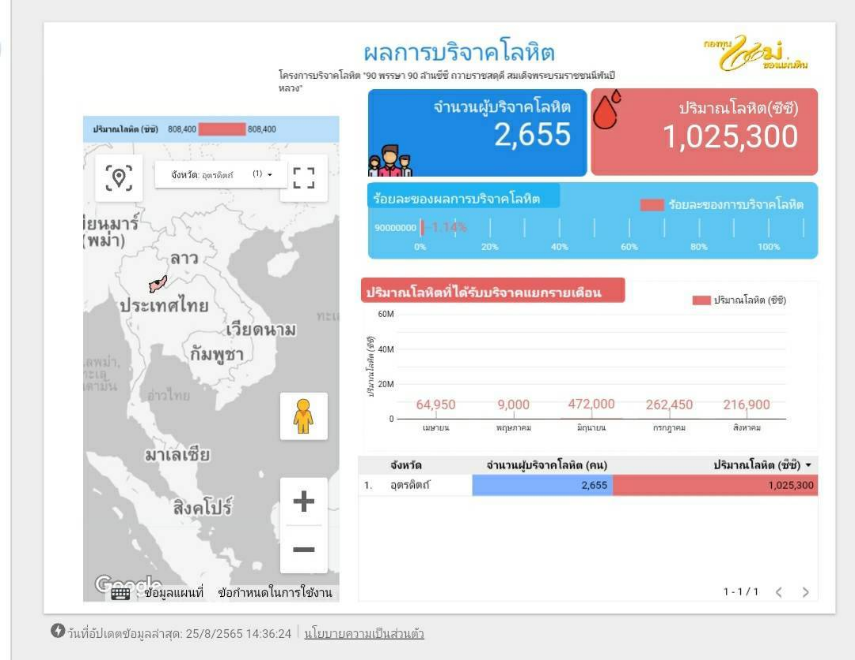 ผลการบริจาคโลหิต
โครงการบริจาคโลหิต "90 พรรษา 90 ล้านซีซี ถวายราชสดุดี สมเด็จพระบรมราชชนนีพันปี
หลวง"
กองทุน
แม่
ของแผ่นดิน
จำนวนผู้บริจาคโลหิต
2,655
ปริมาณโลหิต(ซีซี)
1,025,300
ปริมาณโลหิต (ซีซี) 808,400 808,400
จังหวัด: อุตรดิตถ์ (1)
ร้อยละของผลการบริจาคโลหิต
ร้อยละของการบริจาคโลหิต
90000000 1.14%
0% 20% 40% 60% 80% 100%
เมียนมาร์
(พม่า)
ลาว
ประเทศไทย
เวียดนาม
กัมพูชา
อ่าวไทย
มาเลเซีย
สิงคโปร์
Google
ข้อมูลแผนที่ ข้อกำหนดในการใช้งาน
ปริมาณโลหิตที่ได้รับบริจาคแยกรายเดือน
ปริมาณโลหิต (ซีซี)
ปริมาณโลหิต (ซีซี)
60M
40M
20M
0
64,950 9,000 472,000 262,450 216,900
เมษายน พฤษภาคม มิถุนายน กรกฎาคม สิงหาคม
จังหวัด จำนวนผู้บริจาคโลหิต (คน) ปริมาณโลหิต (ซีซี)
1. อุตรดิตถ์ 2,655 1,025,300
1 - 1 / 1
วันที่อัปเดตข้อมูลล่าสุด: 25/8/2565 14:36:24 นโยบายความเป็นส่วนตัว